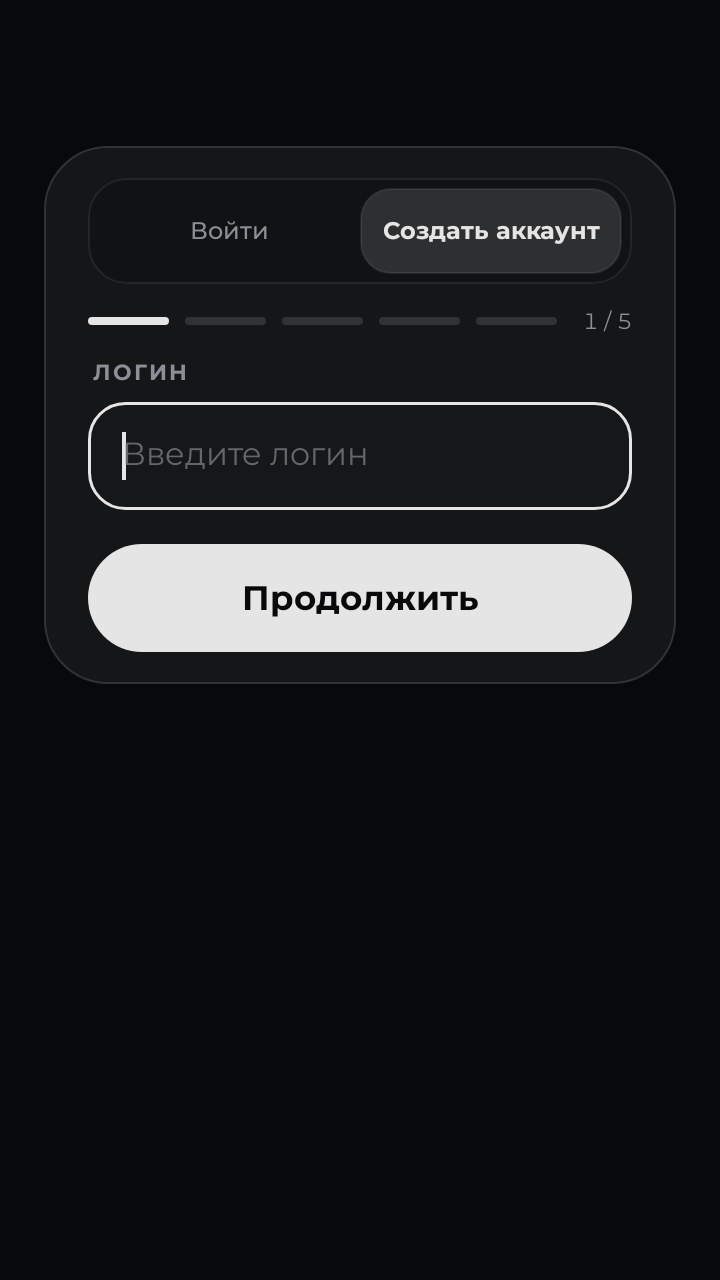 Войти
Создать аккаунт
1 / 5
ЛОГИН
Введите логин
Продолжить